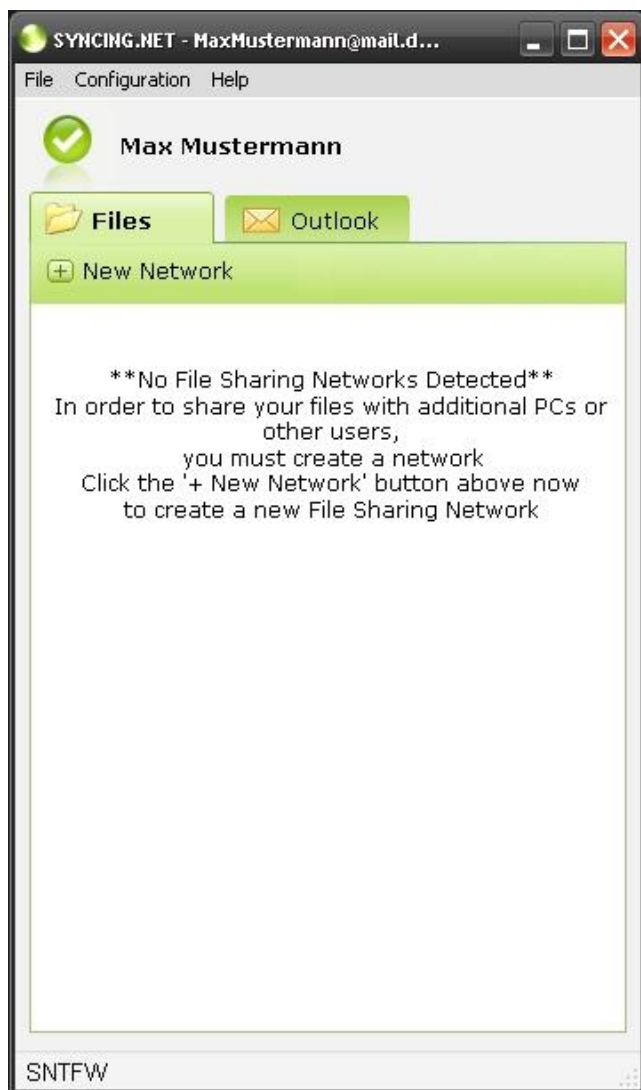 SYNCING.NET - MaxMustermann@mail.d...
File Configuration Help
Max Mustermann
Files Outlook
+ New Network
**No File Sharing Networks Detected**
In order to share your files with additional PCs or
other users,
you must create a network
Click the '+ New Network' button above now
to create a new File Sharing Network
SNTFW